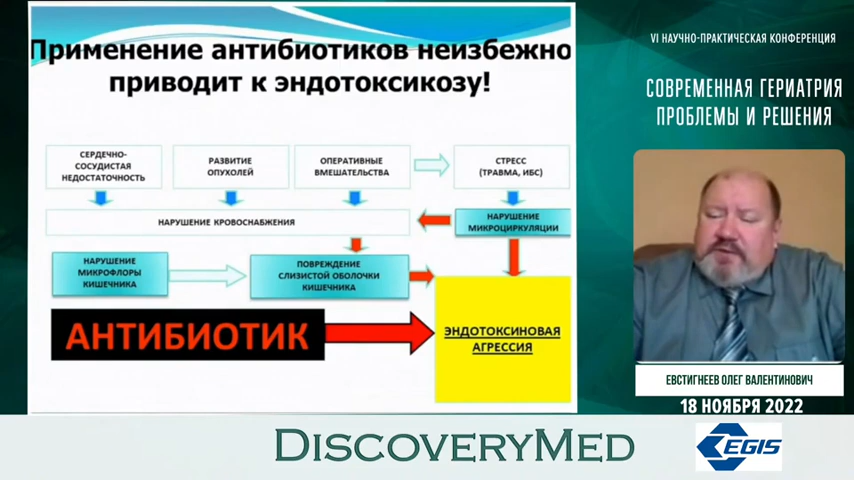 Применение антибиотиков неизбежно
приводит к эндотоксикозу!
СЕРДЕЧНО-
СОСУДИСТАЯ
НЕДОСТАТОЧНОСТЬ
РАЗВИТИЕ
ОПУХОЛЕЙ
ОПЕРАТИВНЫЕ
ВМЕШАТЕЛЬСТВА
СТРЕСС
(ТРАВМА, ИБС)
НАРУШЕНИЕ КРОВОСНАБЖЕНИЯ
НАРУШЕНИЕ
МИКРОЦИРКУЛЯЦИИ
НАРУШЕНИЕ
МИКРОФЛОРЫ
КИШЕЧНИКА
ПОВРЕЖДЕНИЕ
СЛИЗИСТОЙ ОБОЛОЧКИ
КИШЕЧНИКА
АНТИБИОТИК
ЭНДОТОКСИНОВАЯ
АГРЕССИЯ
VI НАУЧНО-ПРАКТИЧЕСКАЯ КОНФЕРЕНЦИЯ
СОВРЕМЕННАЯ ГЕРИАТРИЯ
ПРОБЛЕМЫ И РЕШЕНИЯ
ЕВСТИГНЕЕВ ОЛЕГ ВАЛЕНТИНОВИЧ
18 НОЯБРЯ 2022
DISCOVERYMED
EGIS